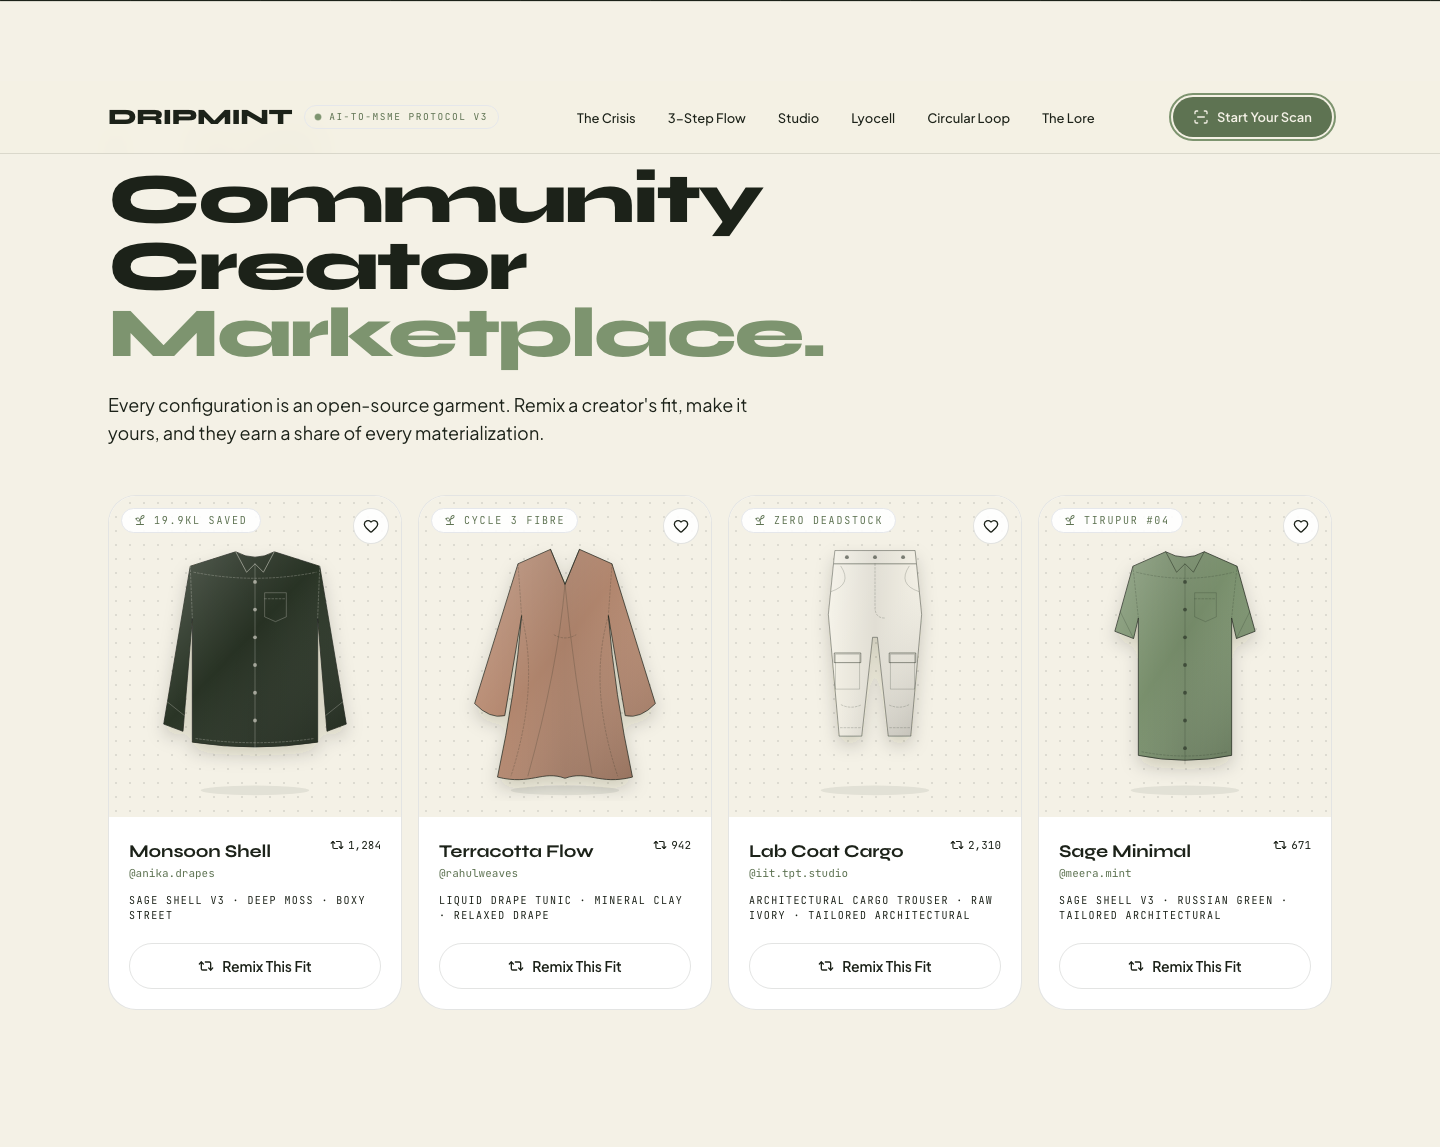 DRIPMINT
AI-TO-MSME PROTOCOL V3
The Crisis
3-Step Flow
Studio
Lyocell
Circular Loop
The Lore
Start Your Scan
Community
Creator
Marketplace.
Every configuration is an open-source garment. Remix a creator's fit, make it
yours, and they earn a share of every materialization.
19.9KL SAVED
Monsoon Shell
1,284
@anika.drapes
SAGE SHELL V3 · DEEP MOSS · BOXY
STREET
Remix This Fit
CYCLE 3 FIBRE
Terracotta Flow
942
@rahulweaves
LIQUID DRAPE TUNIC · MINERAL CLAY
· RELAXED DRAPE
Remix This Fit
ZERO DEADSTOCK
Lab Coat Cargo
2,310
@iit.tpt.studio
ARCHITECTURAL CARGO TROUSER · RAW
IVORY · TAILORED ARCHITECTURAL
Remix This Fit
TIRUPUR #04
Sage Minimal
671
@meera.mint
SAGE SHELL V3 · RUSSIAN GREEN ·
TAILORED ARCHITECTURAL
Remix This Fit